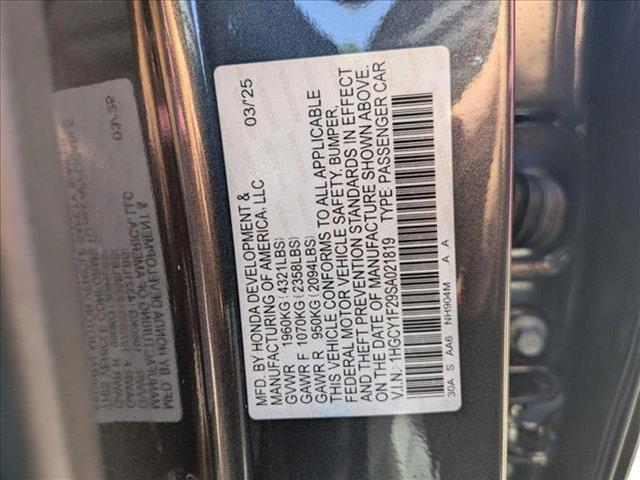 MFD. BY HONDA DEVELOPMENT & 03/25
MANUFACTURING OF AMERICA, LLC
GVWR 1960KG (4321LBS)
GAWR F 1070KG (2358LBS)
GAWR R 950KG (2094LBS)
THIS VEHICLE CONFORMS TO ALL APPLICABLE
FEDERAL MOTOR VEHICLE SAFETY, BUMPER,
AND THEFT PREVENTION STANDARDS IN EFFECT
ON THE DATE OF MANUFACTURE SHOWN ABOVE.
V.I.N.: 1HGCY1F29SA021819 TYPE: PASSENGER CAR
30A S AA6 NH904M A A